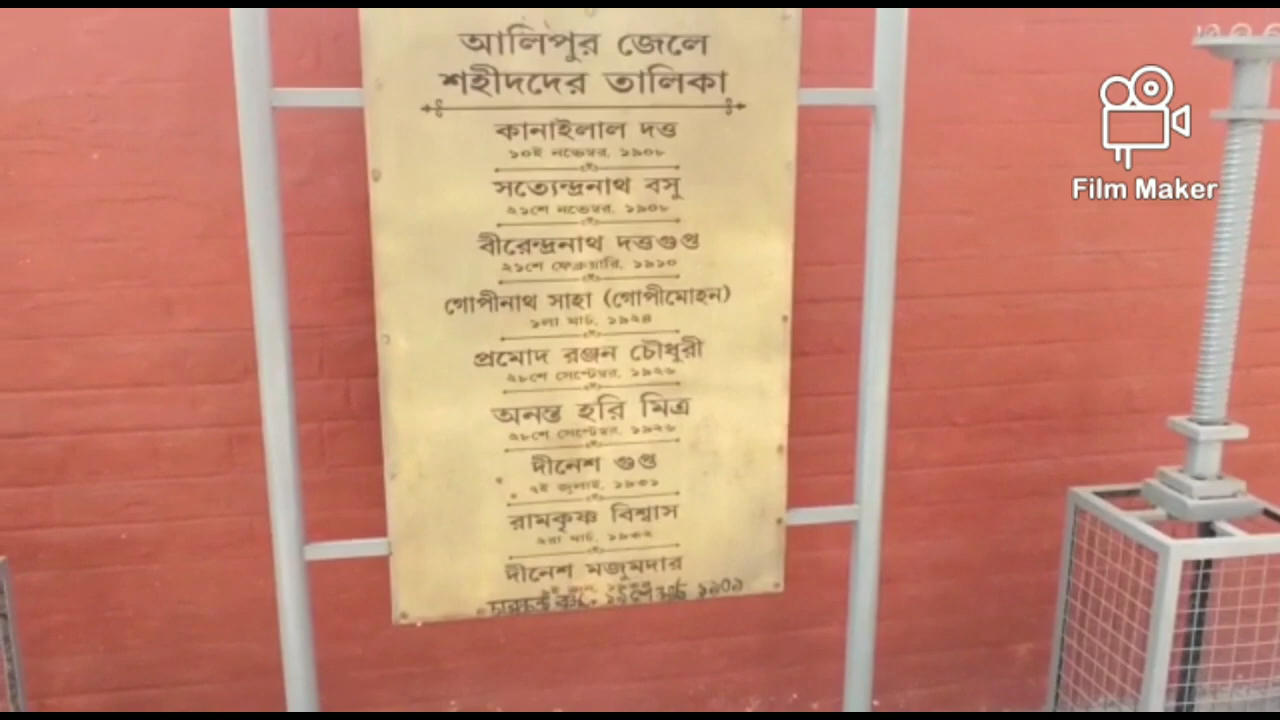 আলিপুর জেলে
শহীদদের তালিকা
কানাইলাল দত্ত
১০ই নভেম্বর, ১৯০৮
সত্যেন্দ্রনাথ বসু
২১শে নভেম্বর, ১৯০৮
বীরেন্দ্রনাথ দত্তগুপ্ত
২১শে ফেব্রুয়ারি, ১৯১০
গোপীনাথ সাহা (গোপীমোহন)
১লা মার্চ, ১৯২৪
প্রমোদ রঞ্জন চৌধুরী
২৮শে সেপ্টেম্বর, ১৯২৬
অনন্ত হরি মিত্র
২৮শে সেপ্টেম্বর, ১৯২৬
দীনেশ গুপ্ত
৭ই জুলাই, ১৯৩১
রামকৃষ্ণ বিশ্বাস
২রা মার্চ, ১৯৩২
দীনেশ মজুমদার
Film Maker